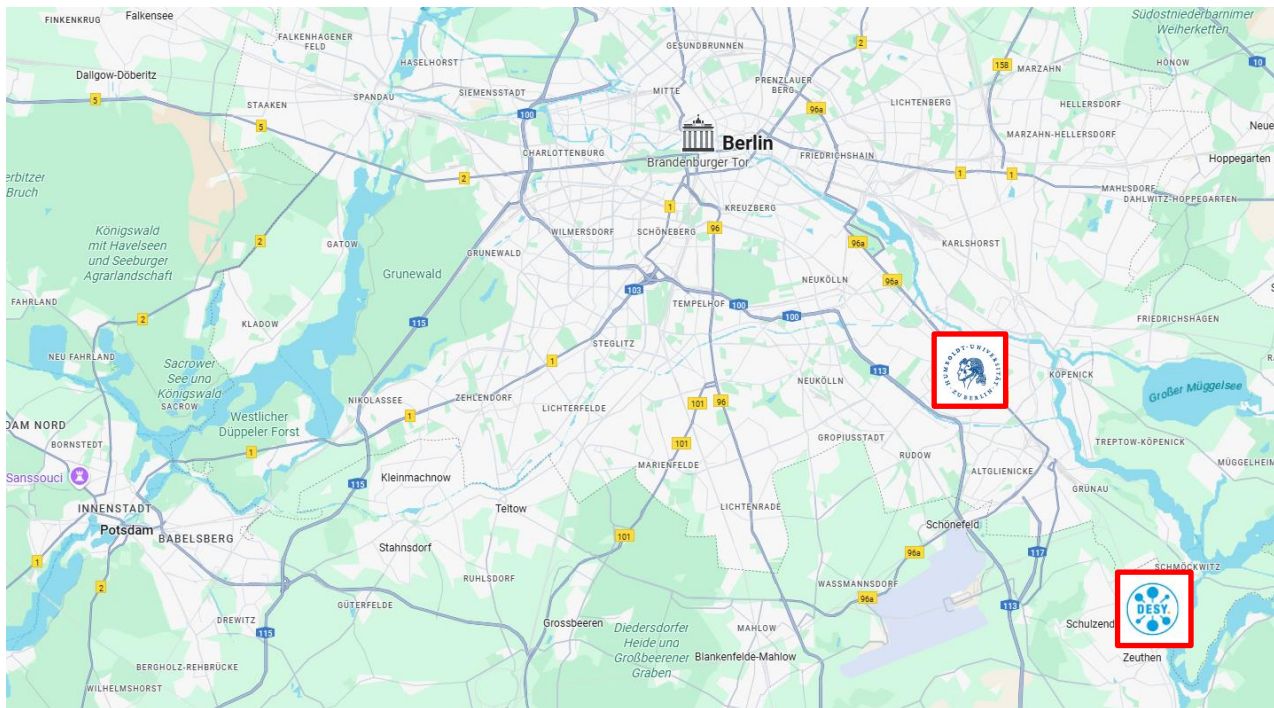 FINKENKRUG
Falkensee
FALKENHAGENER
FELD
HASELHORST
GESUNDBRUNNEN
2
Südostniederbarnimer
Weiherketten
Dallgow-Döberitz
5
STAAKEN
SPANDAU
SIEMENSSTADT
MITTE
PRENZLAUER
BERG
158
MARZAHN
HÖNOW
10
LICHTENBERG
HELLERSDORF
96a
5
100
Berlin
Brandenburger Tor
CHARLOTTENBURG
FRIEDRICHSHAIN
MARZAHN-HELLERSDORF
Neue
Hoppegarten
2
1
1
MAHLSDORF
DAHLWITZ-HOPPEGARTEN
erbitzer
Bruch
Königswald
mit Havelseen
und Seeburger
Agrarlandschaft
2
GATOW
GRUNEWALD
Grunewald
WILMERSDORF
SCHÖNEBERG
1
96
KREUZBERG
96a
KARLSHORST
NEUKÖLLN
96a
103
TEMPELHOF
100
100
FAHRLAND
2
KLADOW
115
STEGLITZ
FRIEDRICHSHAGEN
NEU FAHRLAND
Sacrower
See und
Königswald
SACROW
1
113
NEUKÖLLN
HUMBOLDT-UNIVERSITÄT
ZU BERLIN
KÖPENICK
Großer Müggelsee
Westlicher
Düppeler Forst
NIKOLASSEE
1
ZEHLENDORF
LICHTERFELDE
101
96
DAM NORD
BORNSTEDT
1
101
GROPIUSSTADT
RUDOW
TREPTOW-KÖPENICK
MÜGGELHEIM
Sanssouci
115
Kleinmachnow
MARIENFELDE
ALTGLIENICKE
GRÜNAU
INNENSTADT
Potsdam
BABELSBERG
Teltow
LICHTENRADE
Schönefeld
101
Stahnsdorf
96a
117
1
2
RUHLSDORF
WASSMANNSDORF
SCHMÖCKWITZ
96a
113
GÜTERFELDE
DREWITZ
115
Grossbeeren
Diedersdorfer
Heide und
Großbeerener
Graben
MAHLOW
Blankenfelde-Mahlow
DESY.
Schulzend
Zeuthen
BERGHOLZ-REHBRÜCKE
WILHELMSHORST